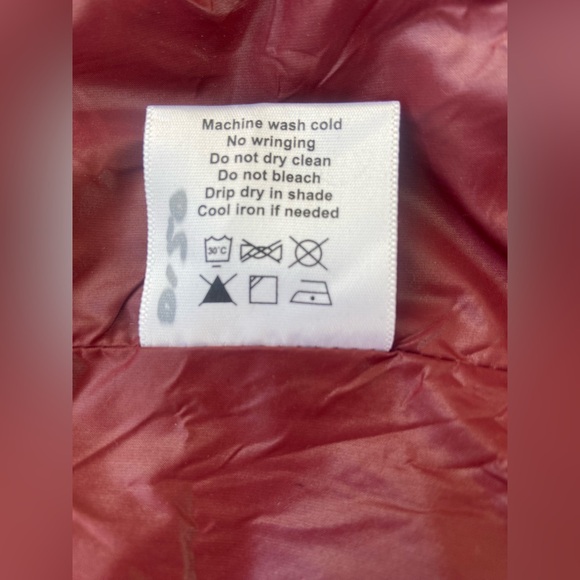 Machine wash cold
No wringing
Do not dry clean
Do not bleach
Drip dry in shade
Cool iron if needed
30°C